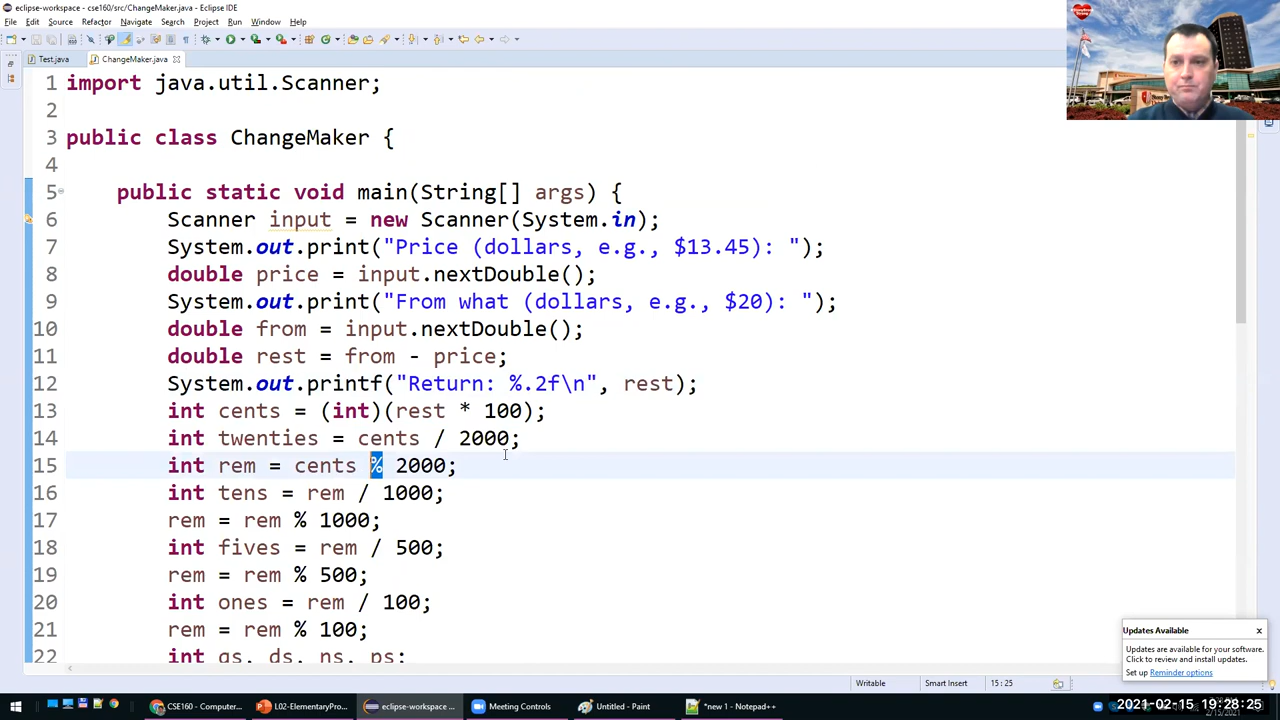 eclipse-workspace - cse160/src/ChangeMaker.java - Eclipse IDE
File Edit Source Refactor Navigate Search Project Run Window Help
Test.java ChangeMaker.java
1 import java.util.Scanner;
2
3 public class ChangeMaker {
4
5 public static void main(String[] args) {
6 Scanner input = new Scanner(System.in);
7 System.out.print("Price (dollars, e.g., $13.45): ");
8 double price = input.nextDouble();
9 System.out.print("From what (dollars, e.g., $20): ");
10 double from = input.nextDouble();
11 double rest = from - price;
12 System.out.printf("Return: %.2f\n", rest);
13 int cents = (int)(rest * 100);
14 int twenties = cents / 2000;
15 int rem = cents % 2000;
16 int tens = rem / 1000;
17 rem = rem % 1000;
18 int fives = rem / 500;
19 rem = rem % 500;
20 int ones = rem / 100;
21 rem = rem % 100;
22 int qs, ds, ns, ps;
Updates Available
Updates are available for your software.
Click to review and install updates.
Set up Reminder options
Writable Smart Insert 15 : 25
CSE160 - Computer... L02-ElementaryPro... eclipse-workspace ... Meeting Controls Untitled - Paint *new 1 - Notepad++
2021-02-15 19:28:25
2/15/2021